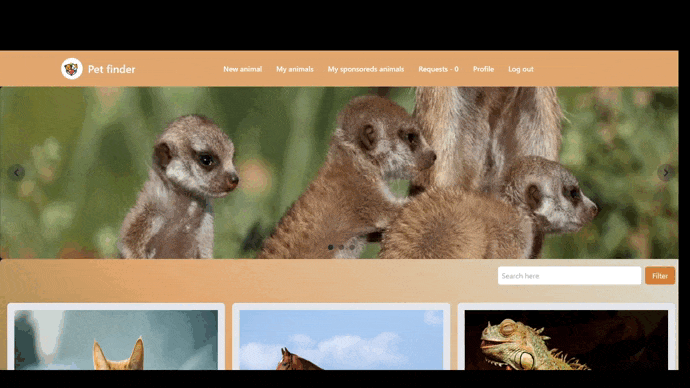 Pet finder
New animal
My animals
My sponsoreds animals
Requests - 0
Profile
Log out
Search here
Filter